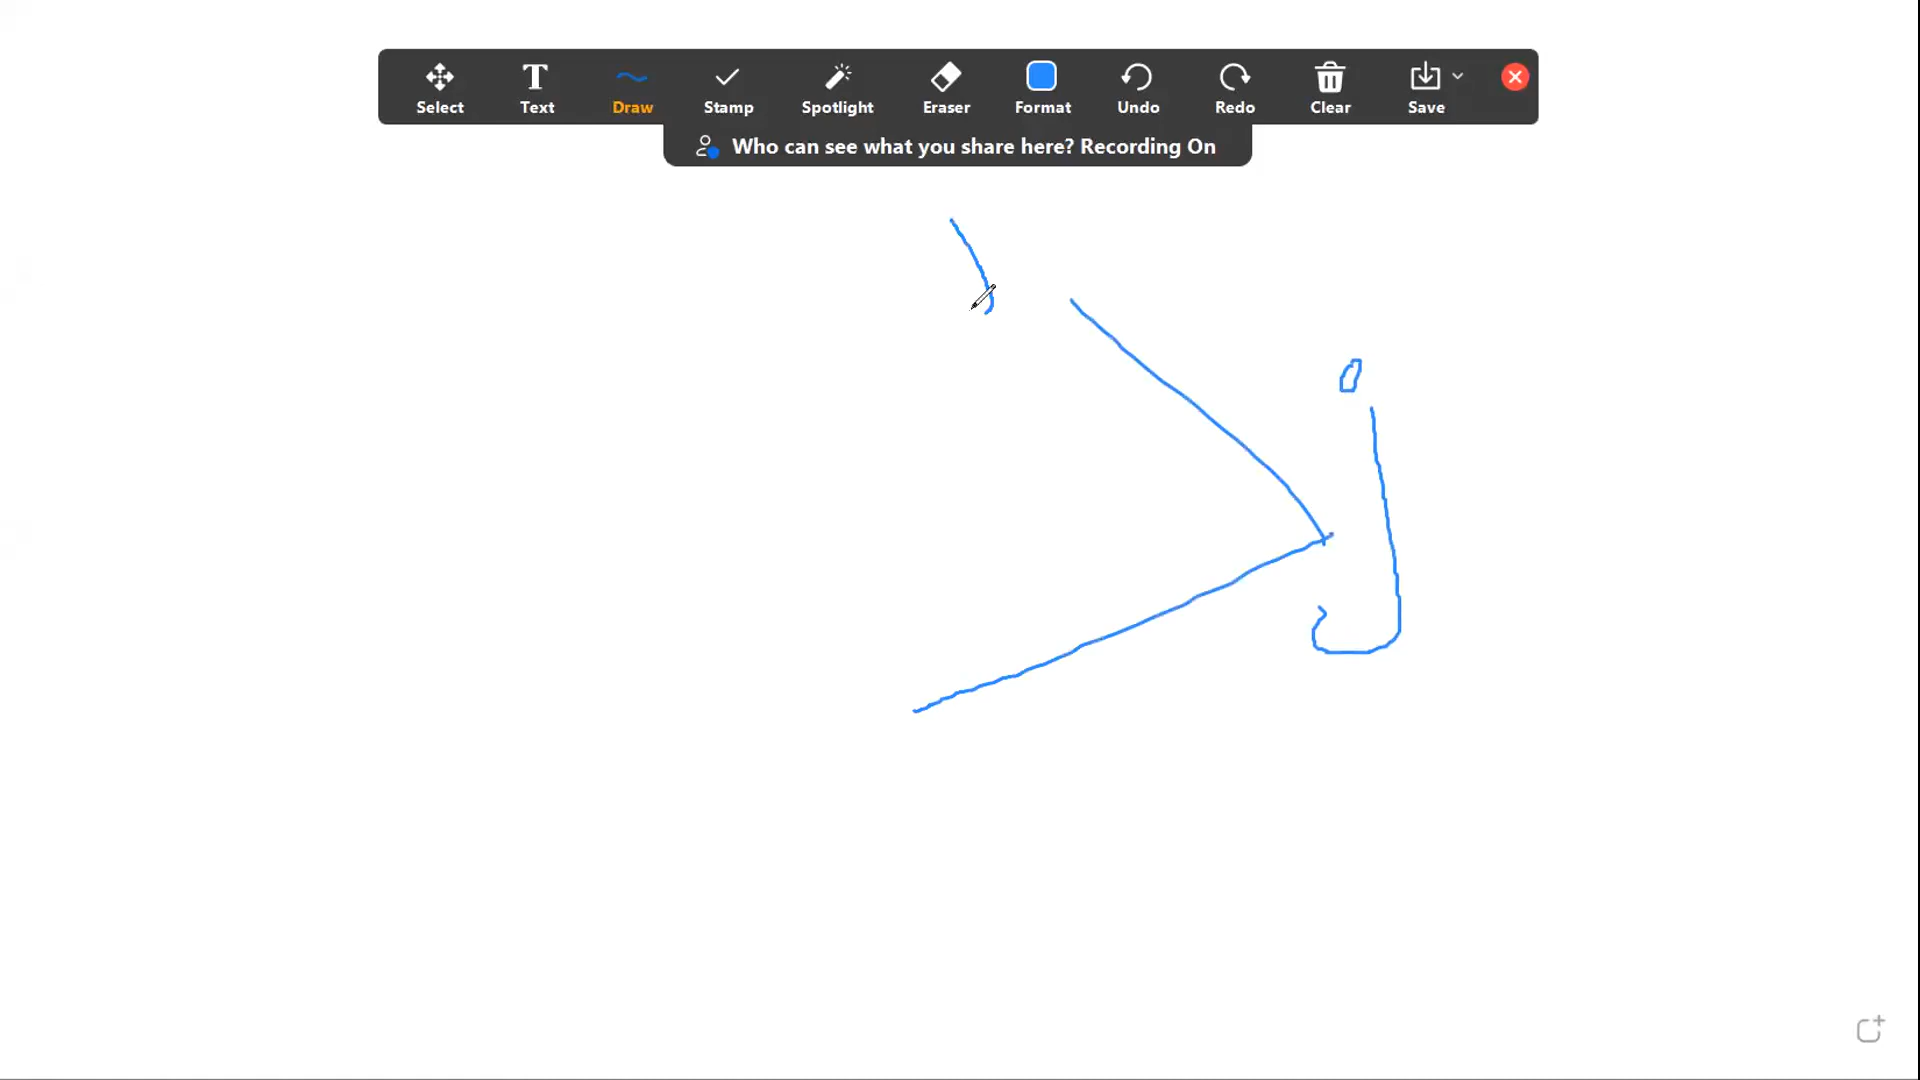 Select Text Draw Stamp Spotlight Eraser Format Undo Redo Clear Save
Who can see what you share here? Recording On